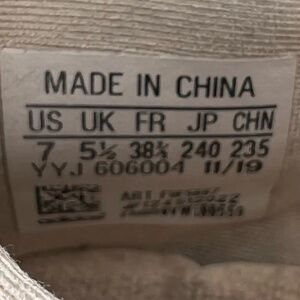 MADE IN CHINA
US UK FR JP CHN
7 5½ 38⅔ 240 235
YYJ 606004 11/19
ART